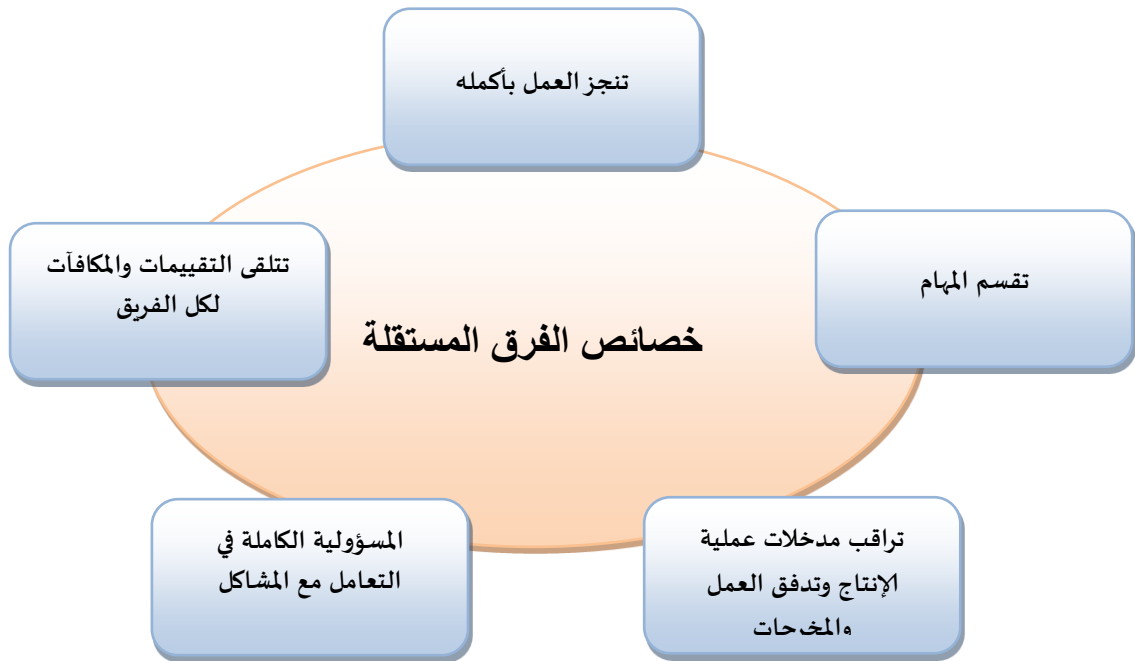 تنجز العمل بأكمله
تقسم المهام
تتلقى التقييمات والمكافآت
لكل الفريق
خصائص الفرق المستقلة
تراقب مدخلات عملية
الإنتاج وتدفق العمل
والمخرجات
المسؤولية الكاملة في
التعامل مع المشاكل